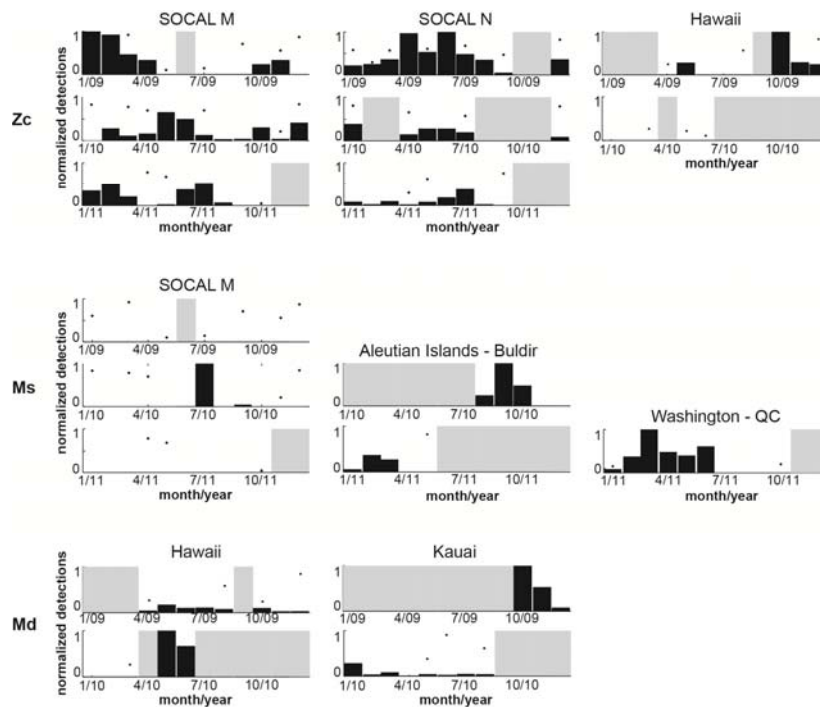 SOCAL M SOCAL N Hawaii
Zc
normalized detections
1 1 1
0 0 0
1/09 4/09 7/09 10/09 1/09 4/09 7/09 10/09 1/09 4/09 7/09 10/09
1 1 1
0 0 0
1/10 4/10 7/10 10/10 1/10 4/10 7/10 10/10 1/10 4/10 7/10 10/10
month/year
1 1
0 0
1/11 4/11 7/11 10/11 1/11 4/11 7/11 10/11
month/year month/year
SOCAL M
Ms
normalized detections
1
0
1/09 4/09 7/09 10/09
Aleutian Islands - Buldir
1 1
0 0
1/10 4/10 7/10 10/10 1/10 4/10 7/10 10/10
Washington - QC
1 1 1
0 0 0
1/11 4/11 7/11 10/11 1/11 4/11 7/11 10/11 1/11 4/11 7/11 10/11
month/year month/year month/year
Hawaii Kauai
Md
normalized detections
1 1
0 0
1/09 4/09 7/09 10/09 1/09 4/09 7/09 10/09
1 1
0 0
1/10 4/10 7/10 10/10 1/10 4/10 7/10 10/10
month/year month/year